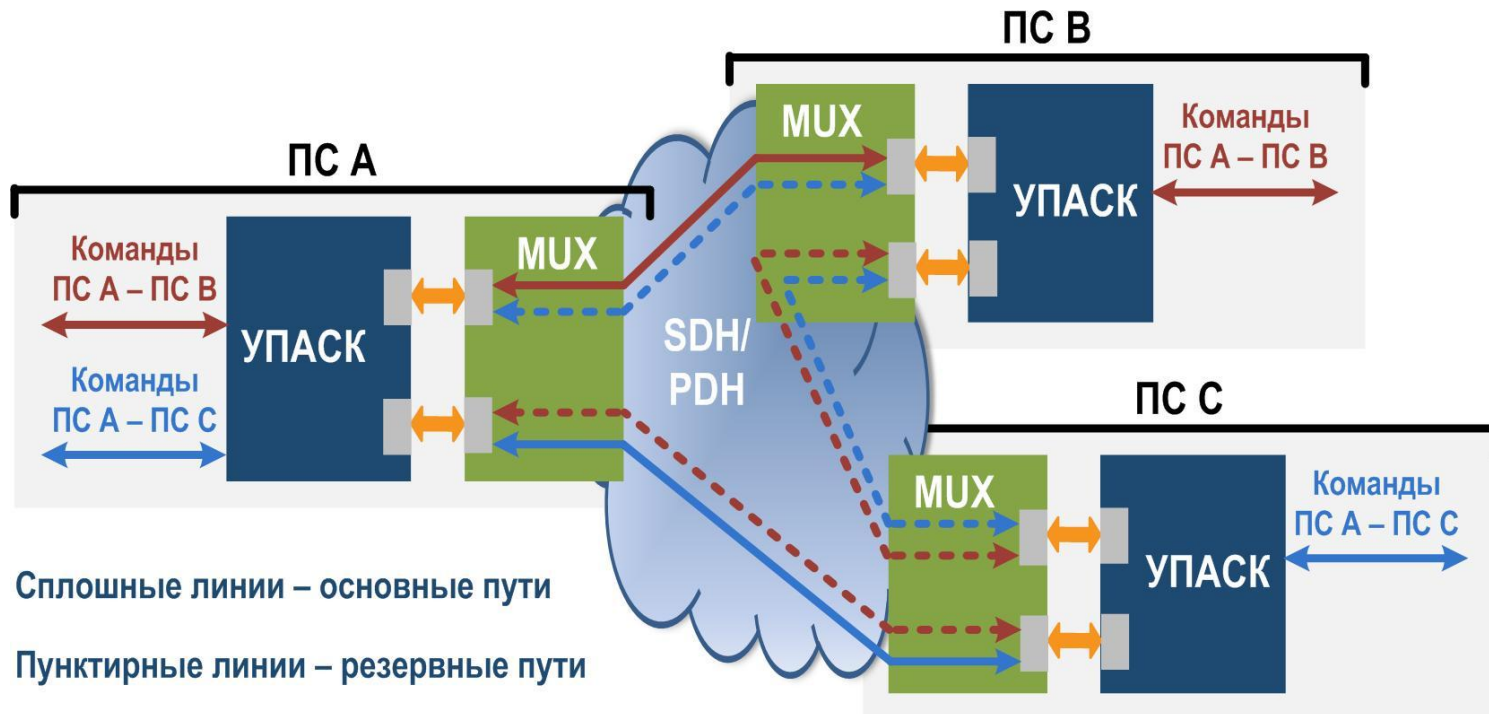 ПС B
MUX
УПАСК
Команды
ПС A – ПС B
ПС A
Команды
ПС A – ПС B
Команды
ПС A – ПС C
УПАСК
MUX
SDH/
PDH
ПС C
MUX
УПАСК
Команды
ПС A – ПС C
Сплошные линии – основные пути
Пунктирные линии – резервные пути